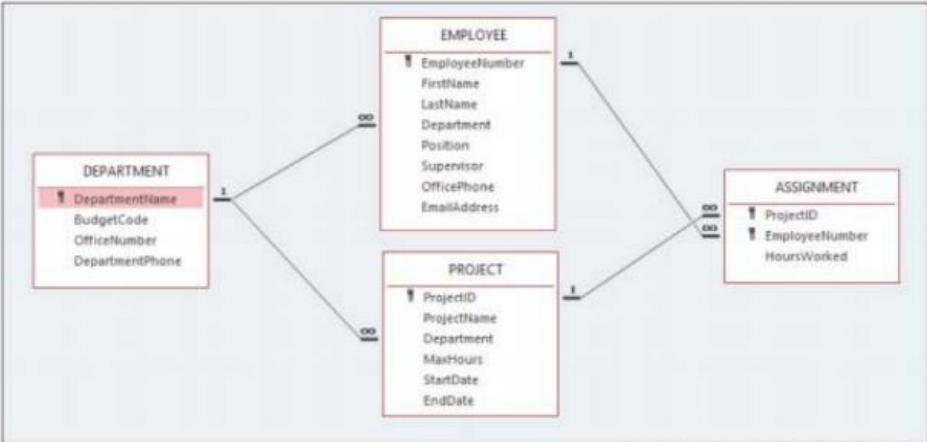 DEPARTMENT
DepartmentName
BudgetCode
OfficeNumber
DepartmentPhone
1
EMPLOYEE
EmployeeNumber
FirstName
LastName
Department
Position
Supervisor
OfficePhone
EmailAddress
∞
1
PROJECT
ProjectID
ProjectName
Department
MaxHours
StartDate
EndDate
∞
1
ASSIGNMENT
ProjectID
EmployeeNumber
HoursWorked
∞
∞